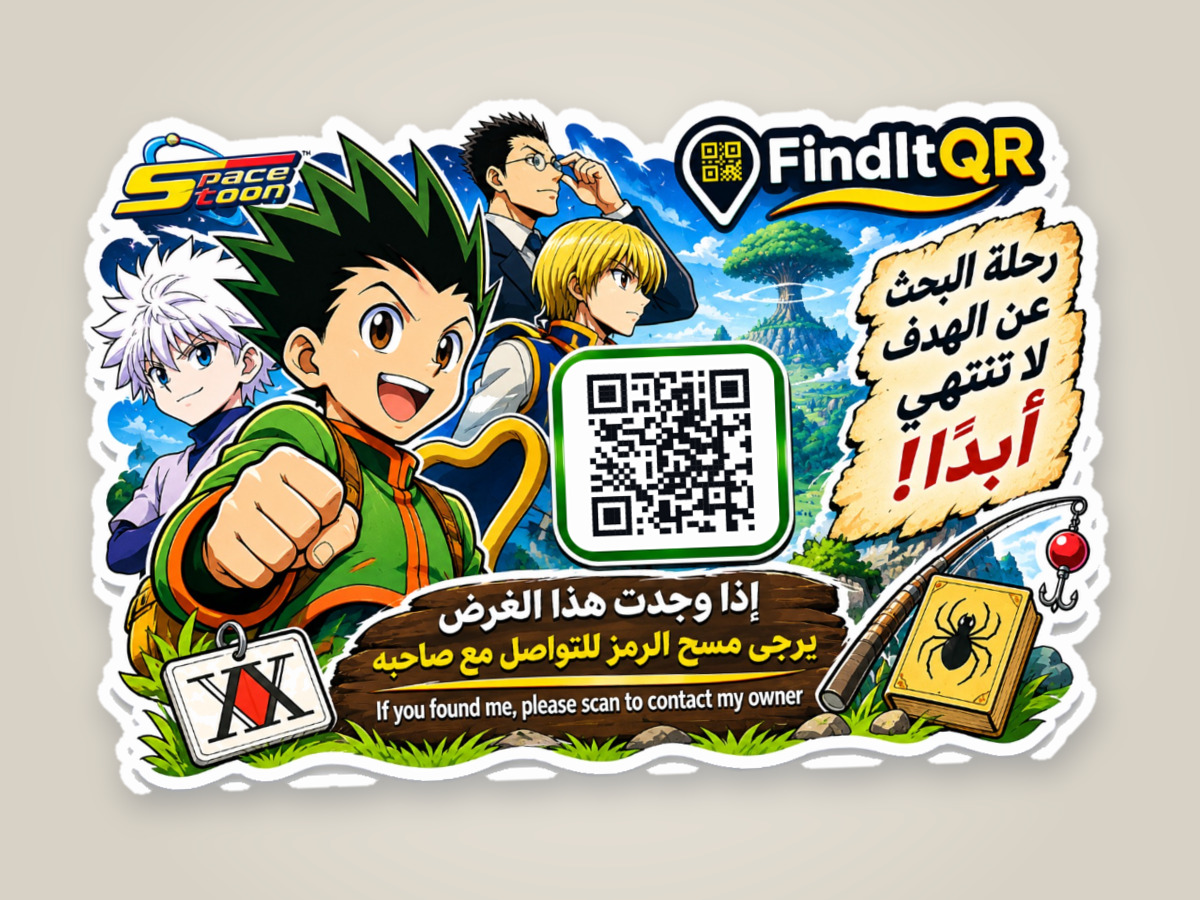 Space
toon
™
FindItQR
رحلة البحث
عن الهدف
لا تنتهي
أبدًا!
إذا وجدت هذا الغرض
يرجى مسح الرمز للتواصل مع صاحبه
If you found me, please scan to contact my owner